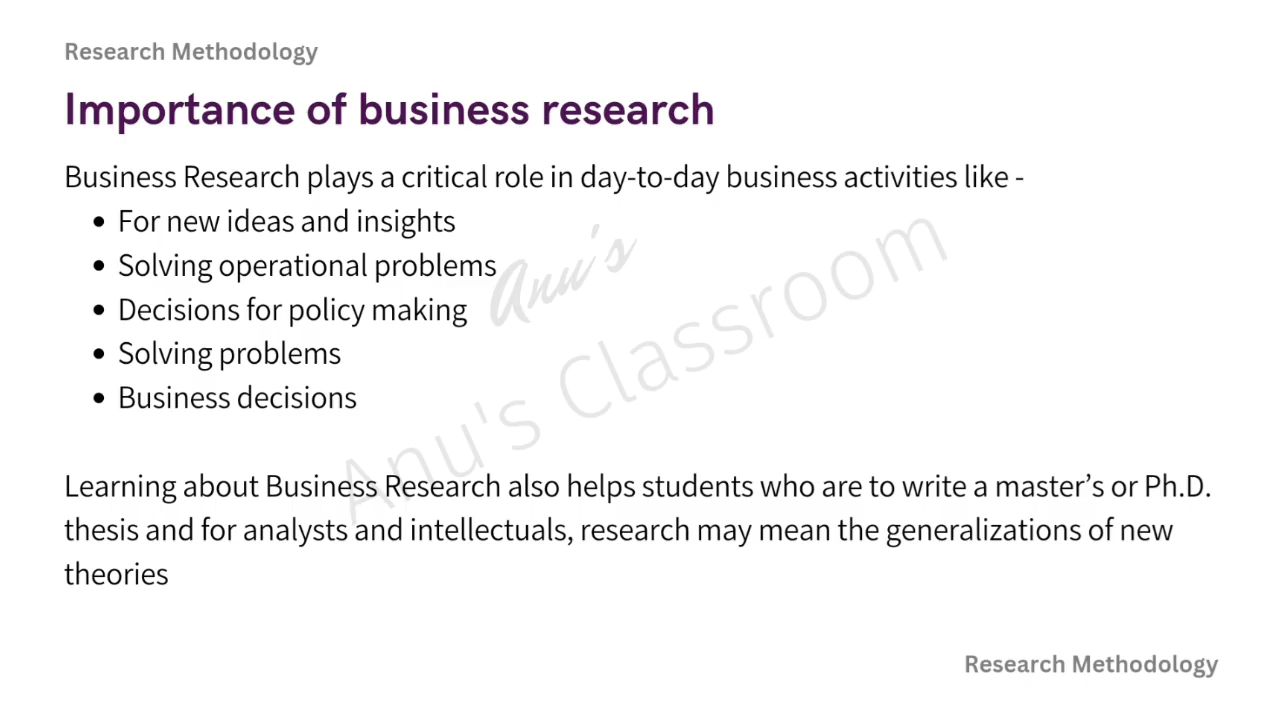 Research Methodology
Importance of business research
Business Research plays a critical role in day-to-day business activities like -
• For new ideas and insights
• Solving operational problems
• Decisions for policy making
• Solving problems
• Business decisions
Anu's
Anu's Classroom
Learning about Business Research also helps students who are to write a master’s or Ph.D.
thesis and for analysts and intellectuals, research may mean the generalizations of new
theories
Research Methodology